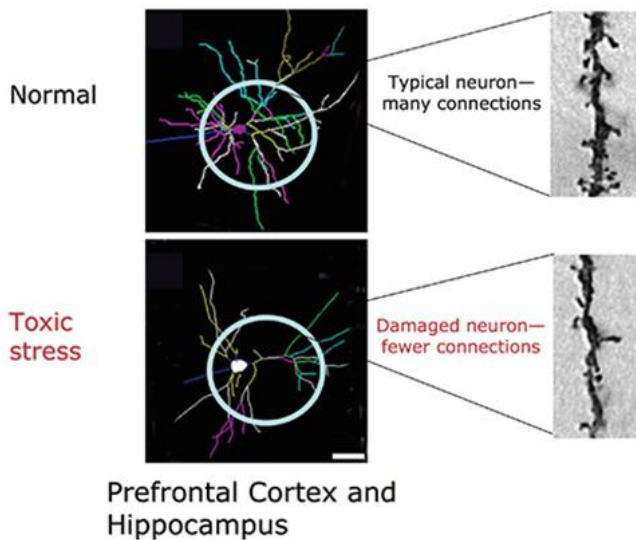 Normal
Typical neuron—
many connections
Toxic
stress
Damaged neuron—
fewer connections
Prefrontal Cortex and
Hippocampus